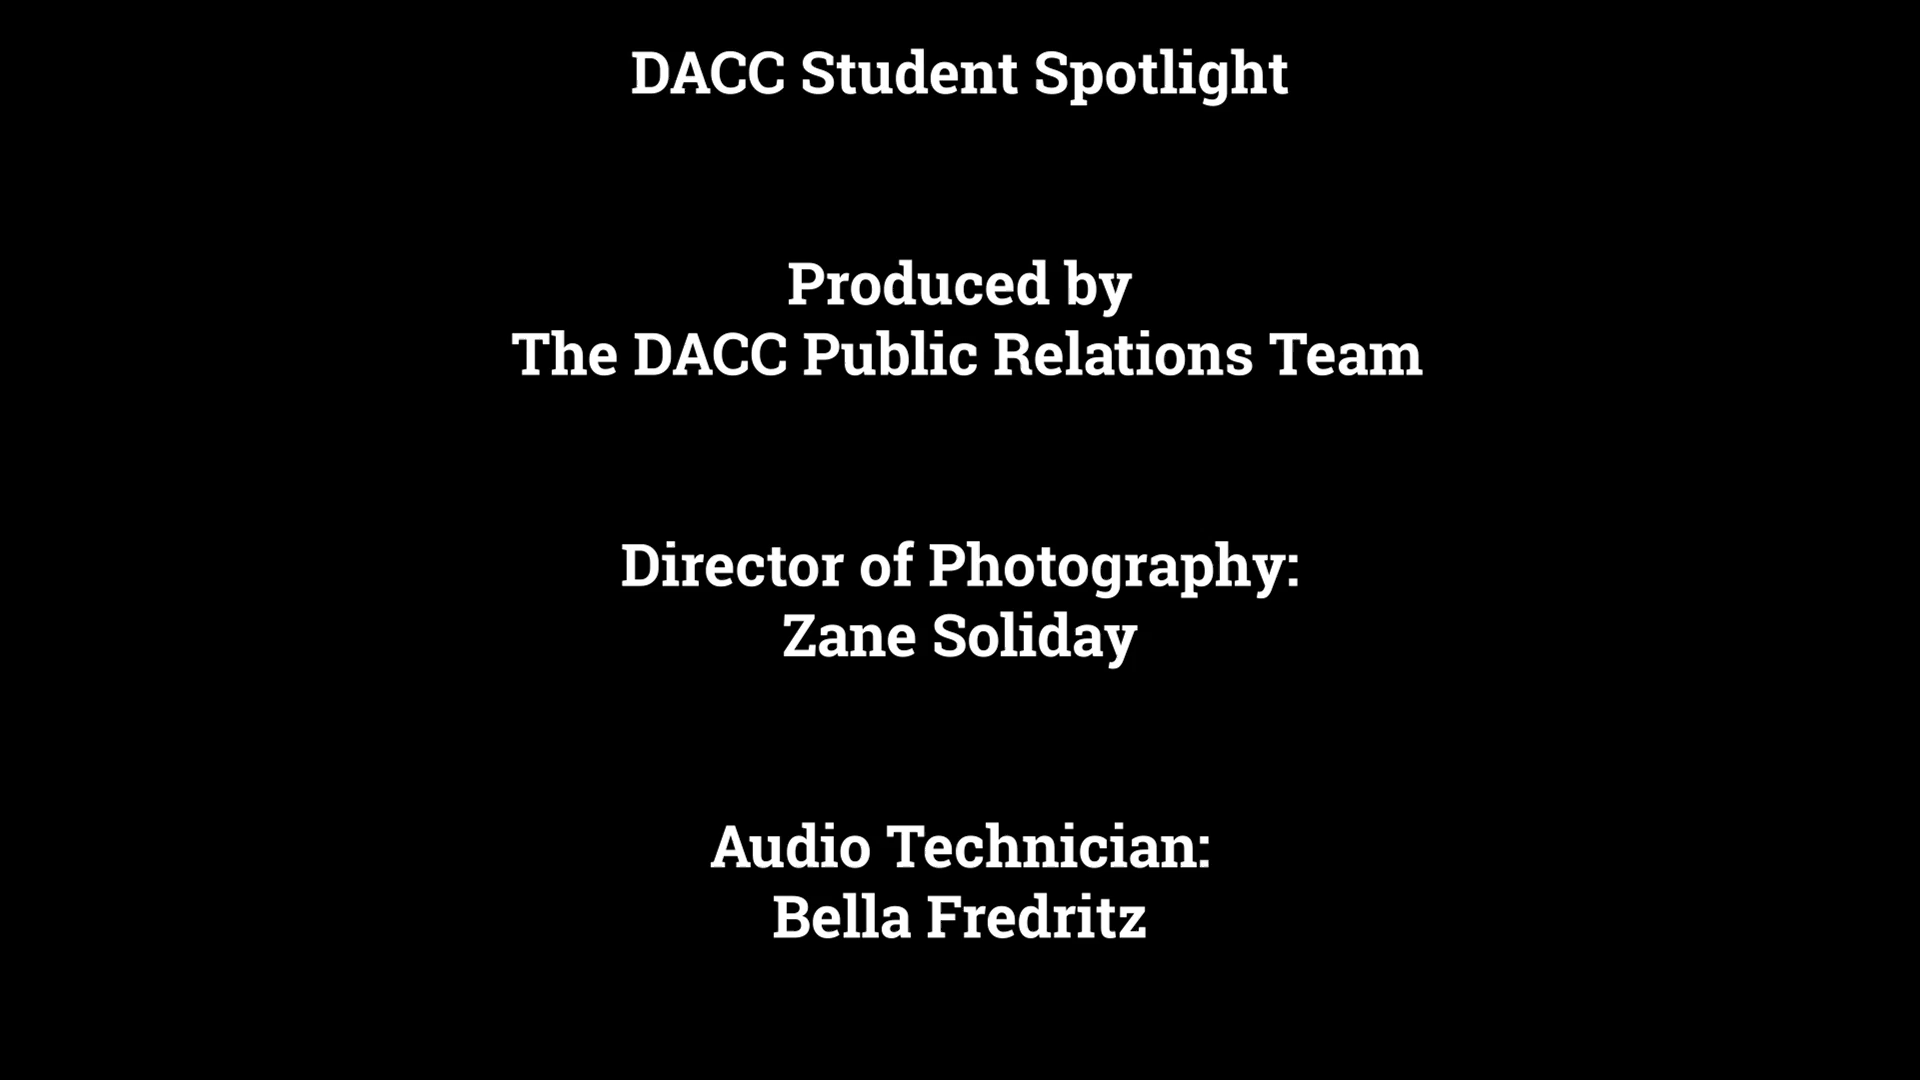 DACC Student Spotlight
Produced by
The DACC Public Relations Team
Director of Photography:
Zane Soliday
Audio Technician:
Bella Fredritz